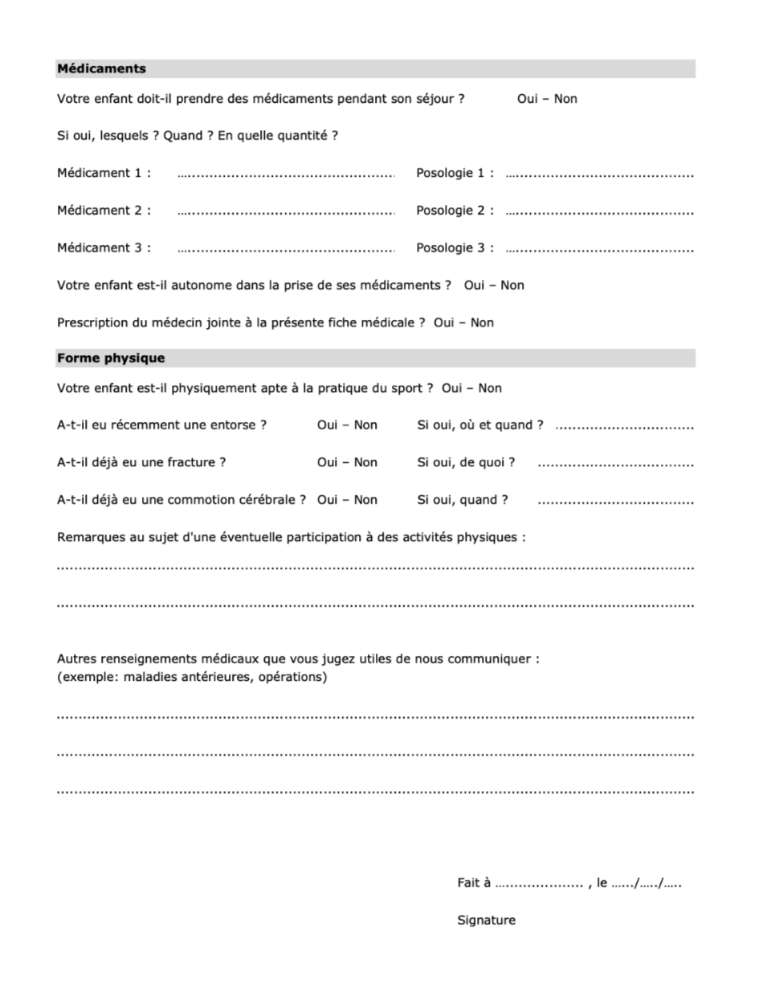 Médicaments
Votre enfant doit-il prendre des médicaments pendant son séjour ? Oui – Non
Si oui, lesquels ? Quand ? En quelle quantité ?
Médicament 1 : ................................................. Posologie 1 : ............................................
Médicament 2 : ................................................. Posologie 2 : ............................................
Médicament 3 : ................................................. Posologie 3 : ............................................
Votre enfant est-il autonome dans la prise de ses médicaments ? Oui – Non
Prescription du médecin jointe à la présente fiche médicale ? Oui – Non
Forme physique
Votre enfant est-il physiquement apte à la pratique du sport ? Oui – Non
A-t-il eu récemment une entorse ? Oui – Non Si oui, où et quand ? ................................
A-t-il déjà eu une fracture ? Oui – Non Si oui, de quoi ? ....................................
A-t-il déjà eu une commotion cérébrale ? Oui – Non Si oui, quand ? ....................................
Remarques au sujet d'une éventuelle participation à des activités physiques :
....................................................................................................................................................
....................................................................................................................................................
Autres renseignements médicaux que vous jugez utiles de nous communiquer :
(exemple: maladies antérieures, opérations)
....................................................................................................................................................
....................................................................................................................................................
....................................................................................................................................................
Fait à ..................... , le ....../...../.....
Signature